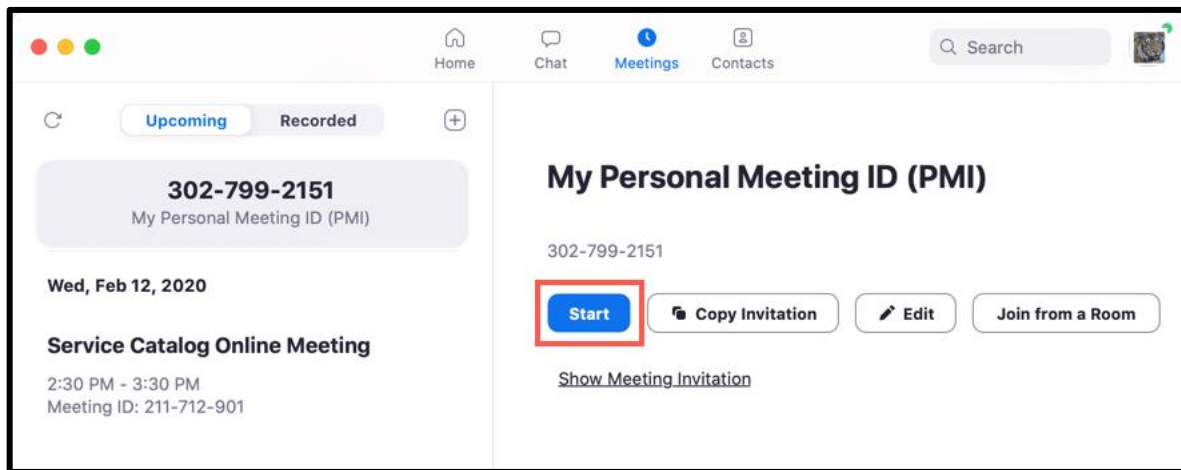 Home
Chat
Meetings
Contacts
Search
Upcoming
Recorded
302-799-2151
My Personal Meeting ID (PMI)
Wed, Feb 12, 2020
Service Catalog Online Meeting
2:30 PM - 3:30 PM
Meeting ID: 211-712-901
My Personal Meeting ID (PMI)
302-799-2151
Start
Copy Invitation
Edit
Join from a Room
Show Meeting Invitation